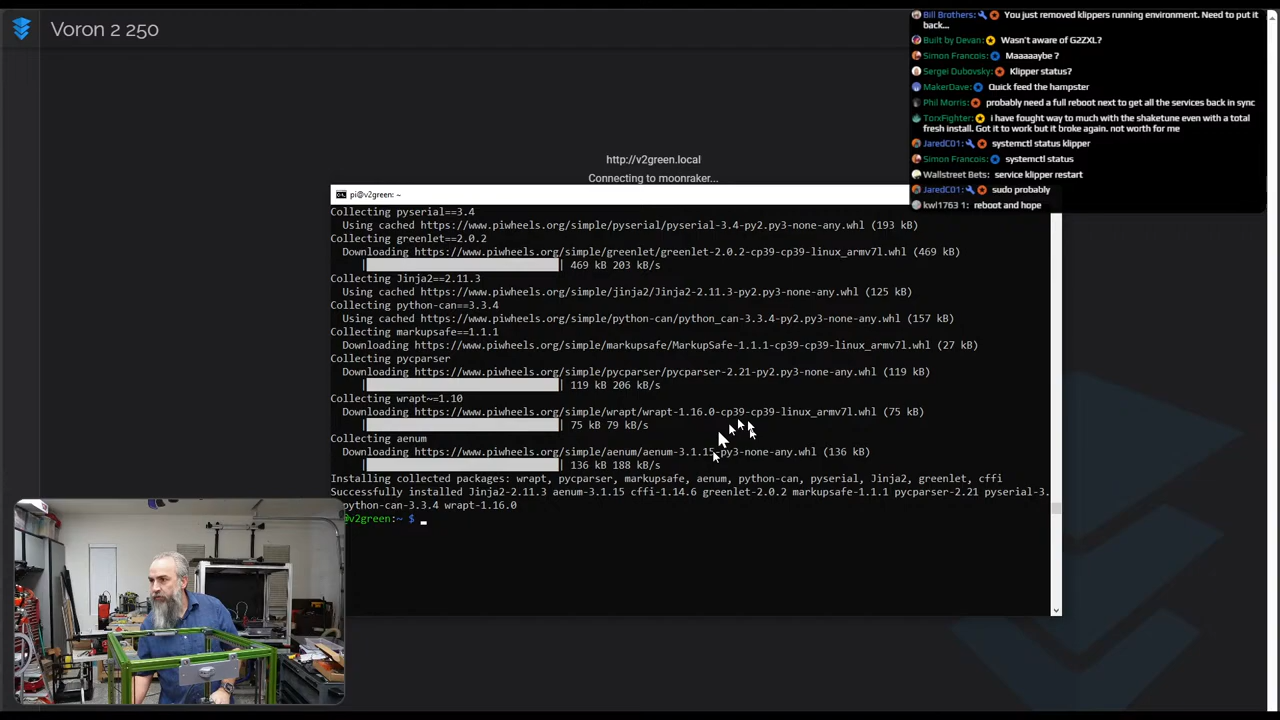 Voron 2 250
Bill Brothers: You just removed klippers running environment. Need to put it
back...
Built by Devan: Wasn't aware of G2ZXL?
Simon Francois: Maaaaaybe ?
Sergei Dubovsky: Klipper status?
MakerDave: Quick feed the hampster
Phil Morris: probably need a full reboot next to get all the services back in sync
TorxFighter: i have fought way to much with the shaketune even with a total
fresh install. Got it to work but it broke again. not worth for me
JaredC01: systemctl status klipper
Simon Francois: systemctl status
Wallstreet Bets: service klipper restart
JaredC01: sudo probably
kwl1763 1: reboot and hope
http://v2green.local
Connecting to moonraker...
pi@v2green: ~
Collecting pyserial==3.4
Using cached https://www.piwheels.org/simple/pyserial/pyserial-3.4-py2.py3-none-any.whl (193 kB)
Collecting greenlet==2.0.2
Downloading https://www.piwheels.org/simple/greenlet/greenlet-2.0.2-cp39-cp39-linux_armv7l.whl (469 kB)
| | 469 kB 203 kB/s
Collecting Jinja2==2.11.3
Using cached https://www.piwheels.org/simple/jinja2/Jinja2-2.11.3-py2.py3-none-any.whl (125 kB)
Collecting python-can==3.3.4
Using cached https://www.piwheels.org/simple/python-can/python_can-3.3.4-py2.py3-none-any.whl (157 kB)
Collecting markupsafe==1.1.1
Downloading https://www.piwheels.org/simple/markupsafe/MarkupSafe-1.1.1-cp39-cp39-linux_armv7l.whl (27 kB)
Collecting pycparser
Downloading https://www.piwheels.org/simple/pycparser/pycparser-2.21-py2.py3-none-any.whl (119 kB)
| | 119 kB 206 kB/s
Collecting wrapt~=1.10
Downloading https://www.piwheels.org/simple/wrapt/wrapt-1.16.0-cp39-cp39-linux_armv7l.whl (75 kB)
| | 75 kB 79 kB/s
Collecting aenum
Downloading https://www.piwheels.org/simple/aenum/aenum-3.1.15-py3-none-any.whl (136 kB)
| | 136 kB 188 kB/s
Installing collected packages: wrapt, pycparser, markupsafe, aenum, python-can, pyserial, Jinja2, greenlet, cffi
Successfully installed Jinja2-2.11.3 aenum-3.1.15 cffi-1.14.6 greenlet-2.0.2 markupsafe-1.1.1 pycparser-2.21 pyserial-3.
python-can-3.3.4 wrapt-1.16.0
@v2green:~ $